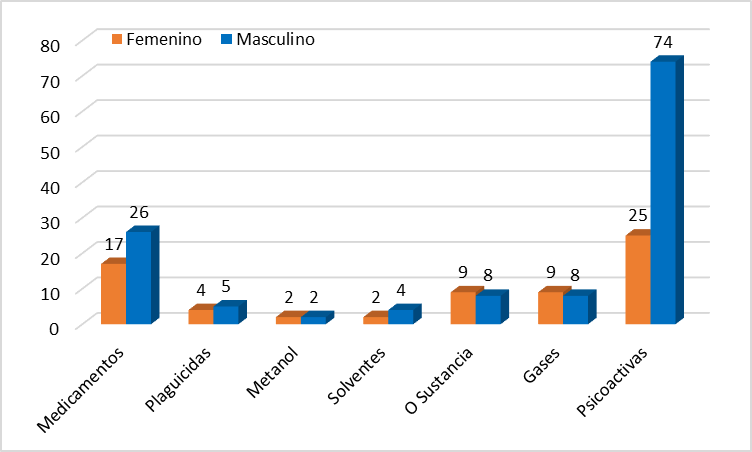 Femenino Masculino
80
70
60
50
40
30
20
10
0
17 26
4 5
2 2
2 4
9 8
9 8
25 74
Medicamentos
Plaguicidas
Metanol
Solventes
O Sustancia
Gases
Psicoactivas